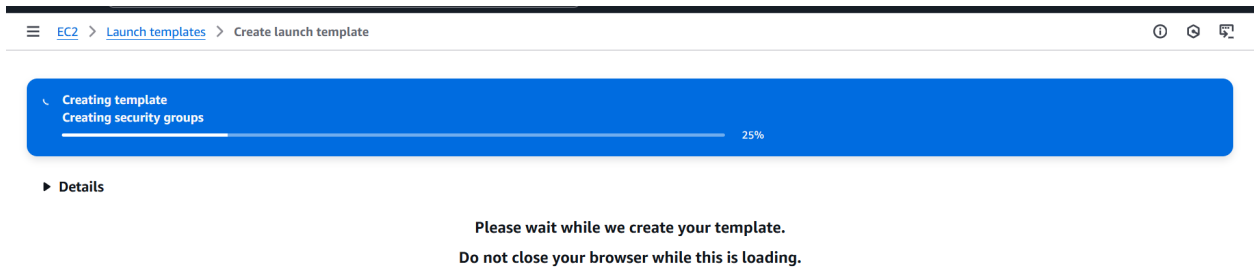 EC2 > Launch templates > Create launch template
Creating template
Creating security groups
25%
Details
Please wait while we create your template.
Do not close your browser while this is loading.